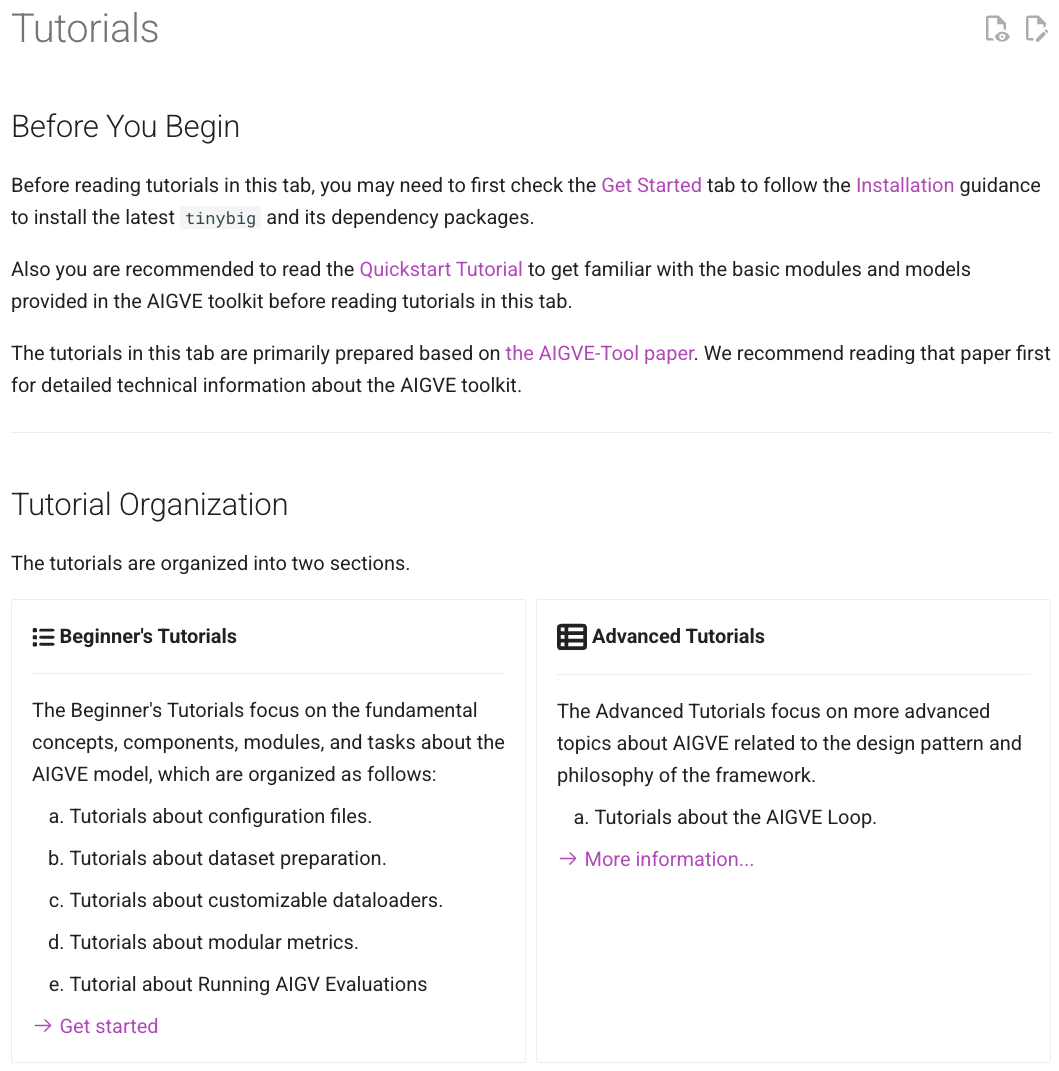 Tutorials
Before You Begin
Before reading tutorials in this tab, you may need to first check the Get Started tab to follow the Installation guidance
to install the latest tinybig and its dependency packages.
Also you are recommended to read the Quickstart Tutorial to get familiar with the basic modules and models
provided in the AIGVE toolkit before reading tutorials in this tab.
The tutorials in this tab are primarily prepared based on the AIGVE-Tool paper. We recommend reading that paper first
for detailed technical information about the AIGVE toolkit.
Tutorial Organization
The tutorials are organized into two sections.
Beginner's Tutorials
The Beginner's Tutorials focus on the fundamental
concepts, components, modules, and tasks about the
AIGVE model, which are organized as follows:
a. Tutorials about configuration files.
b. Tutorials about dataset preparation.
c. Tutorials about customizable dataloaders.
d. Tutorials about modular metrics.
e. Tutorial about Running AIGV Evaluations
→ Get started
Advanced Tutorials
The Advanced Tutorials focus on more advanced
topics about AIGVE related to the design pattern and
philosophy of the framework.
a. Tutorials about the AIGVE Loop.
→ More information...